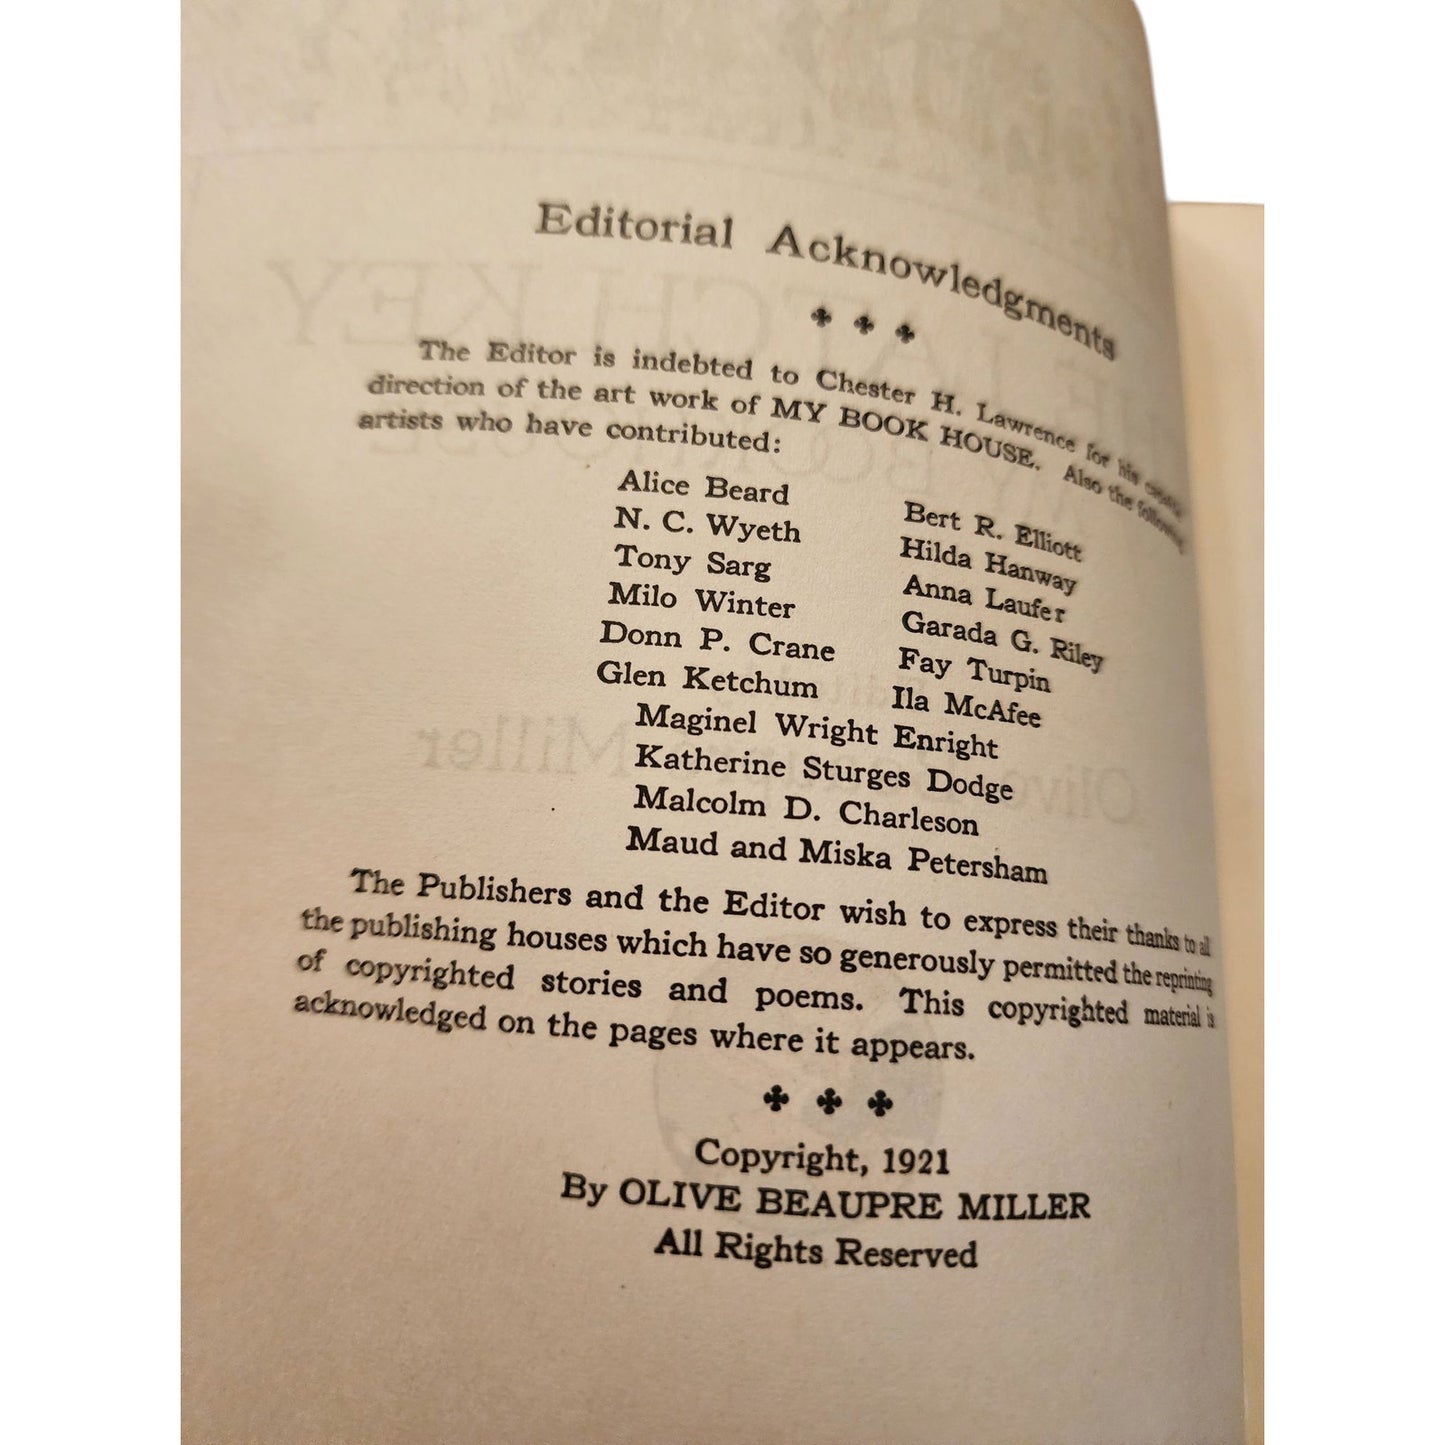 Editorial Acknowledgments
The Editor is indebted to Chester H. Lawrence for his
direction of the art work of MY BOOK HOUSE. Also the following
artists who have contributed:
Alice Beard
N. C. Wyeth
Tony Sarg
Milo Winter
Donn P. Crane
Glen Ketchum
Bert R. Elliott
Hilda Hanway
Anna Laufer
Garada G. Riley
Fay Turpin
Ila McAfee
Maginel Wright Enright
Katherine Sturges Dodge
Malcolm D. Charleson
Maud and Miska Petersham
The Publishers and the Editor wish to express their thanks to all
the publishing houses which have so generously permitted the reprinting
of copyrighted stories and poems. This copyrighted material is
acknowledged on the pages where it appears.
Copyright, 1921
By OLIVE BEAUPRE MILLER
All Rights Reserved